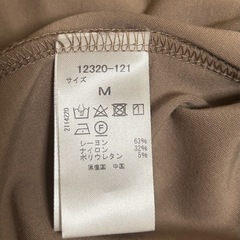 12320-121
サイズ
M
2114220
レーヨン 63%
ナイロン 32%
ポリウレタン 5%
原産国 中国